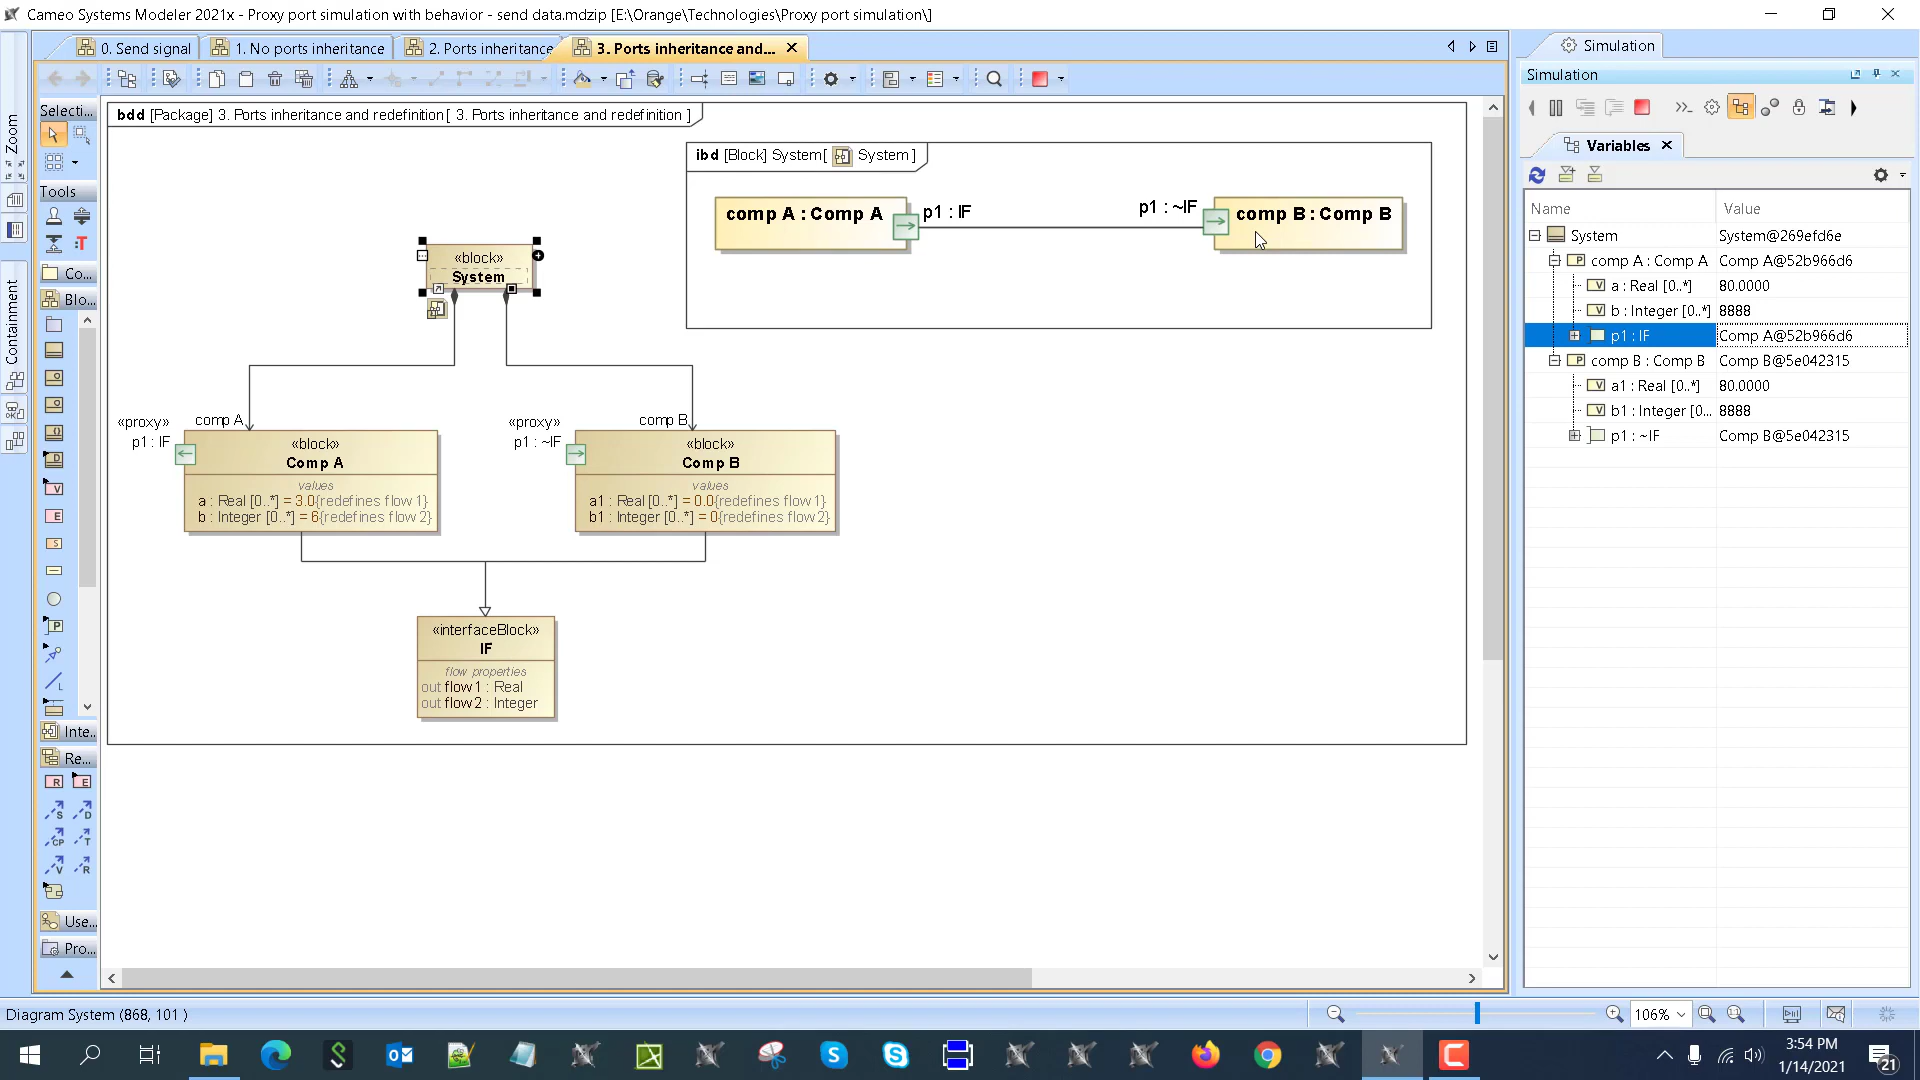 Cameo Systems Modeler 2021x - Proxy port simulation with behavior - send data.mdzip [E:\Orange\Technologies\Proxy port simulation\]
0. Send signal
1. No ports inheritance
2. Ports inheritance
3. Ports inheritance and...
Simulation
Simulation
Zoom
Containment
Selecti...
Tools
Co...
Blo...
Inte..
Re...
Use...
Pro...
bdd [Package] 3. Ports inheritance and redefinition [ 3. Ports inheritance and redefinition ]
ibd [Block] System [ System ]
comp A : Comp A
p1 : IF
p1 : ~IF
comp B : Comp B
«block»
System
«proxy»
p1 : IF
comp A
«proxy»
p1 : ~IF
comp B
«block»
Comp A
values
a : Real [0..*] = 3.0{redefines flow1}
b : Integer [0..*] = 6{redefines flow2}
«block»
Comp B
values
a1 : Real [0..*] = 0.0{redefines flow1}
b1 : Integer [0..*] = 0{redefines flow2}
«interfaceBlock»
IF
flow properties
out flow1 : Real
out flow2 : Integer
Variables
Name Value
System System@269efd6e
comp A : Comp A Comp A@52b966d6
a : Real [0..*] 80.0000
b : Integer [0..*] 8888
p1 : IF Comp A@52b966d6
comp B : Comp B Comp B@5e042315
a1 : Real [0..*] 80.0000
b1 : Integer [0... 8888
p1 : ~IF Comp B@5e042315
Diagram System (868, 101 )
106%
3:54 PM
1/14/2021
21